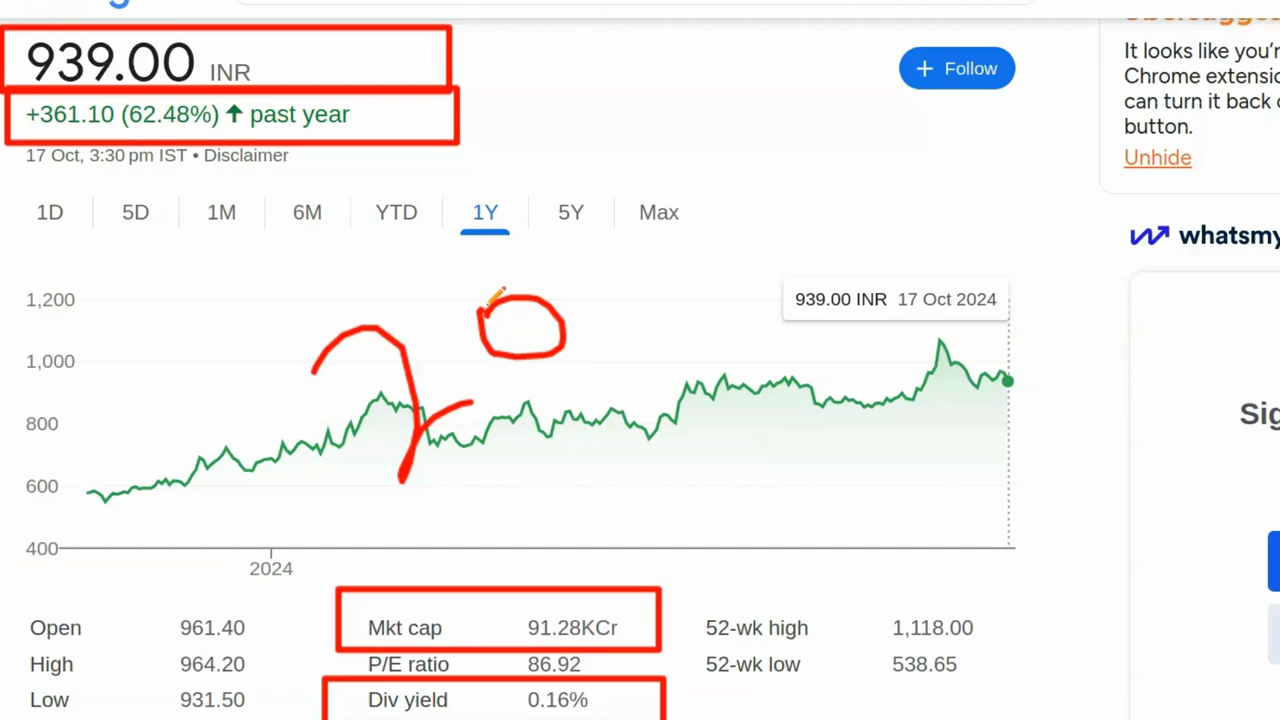 939.00 INR
+ Follow
+361.10 (62.48%) ↑ past year
17 Oct, 3:30 pm IST • Disclaimer
1D 5D 1M 6M YTD 1Y 5Y Max
939.00 INR 17 Oct 2024
1,200
1,000
800
600
400
2024
Open 961.40 Mkt cap 91.28KCr 52-wk high 1,118.00
High 964.20 P/E ratio 86.92 52-wk low 538.65
Low 931.50 Div yield 0.16%
It looks like you'r
Chrome extensi
can turn it back
button.
Unhide
whatsmy
Sig